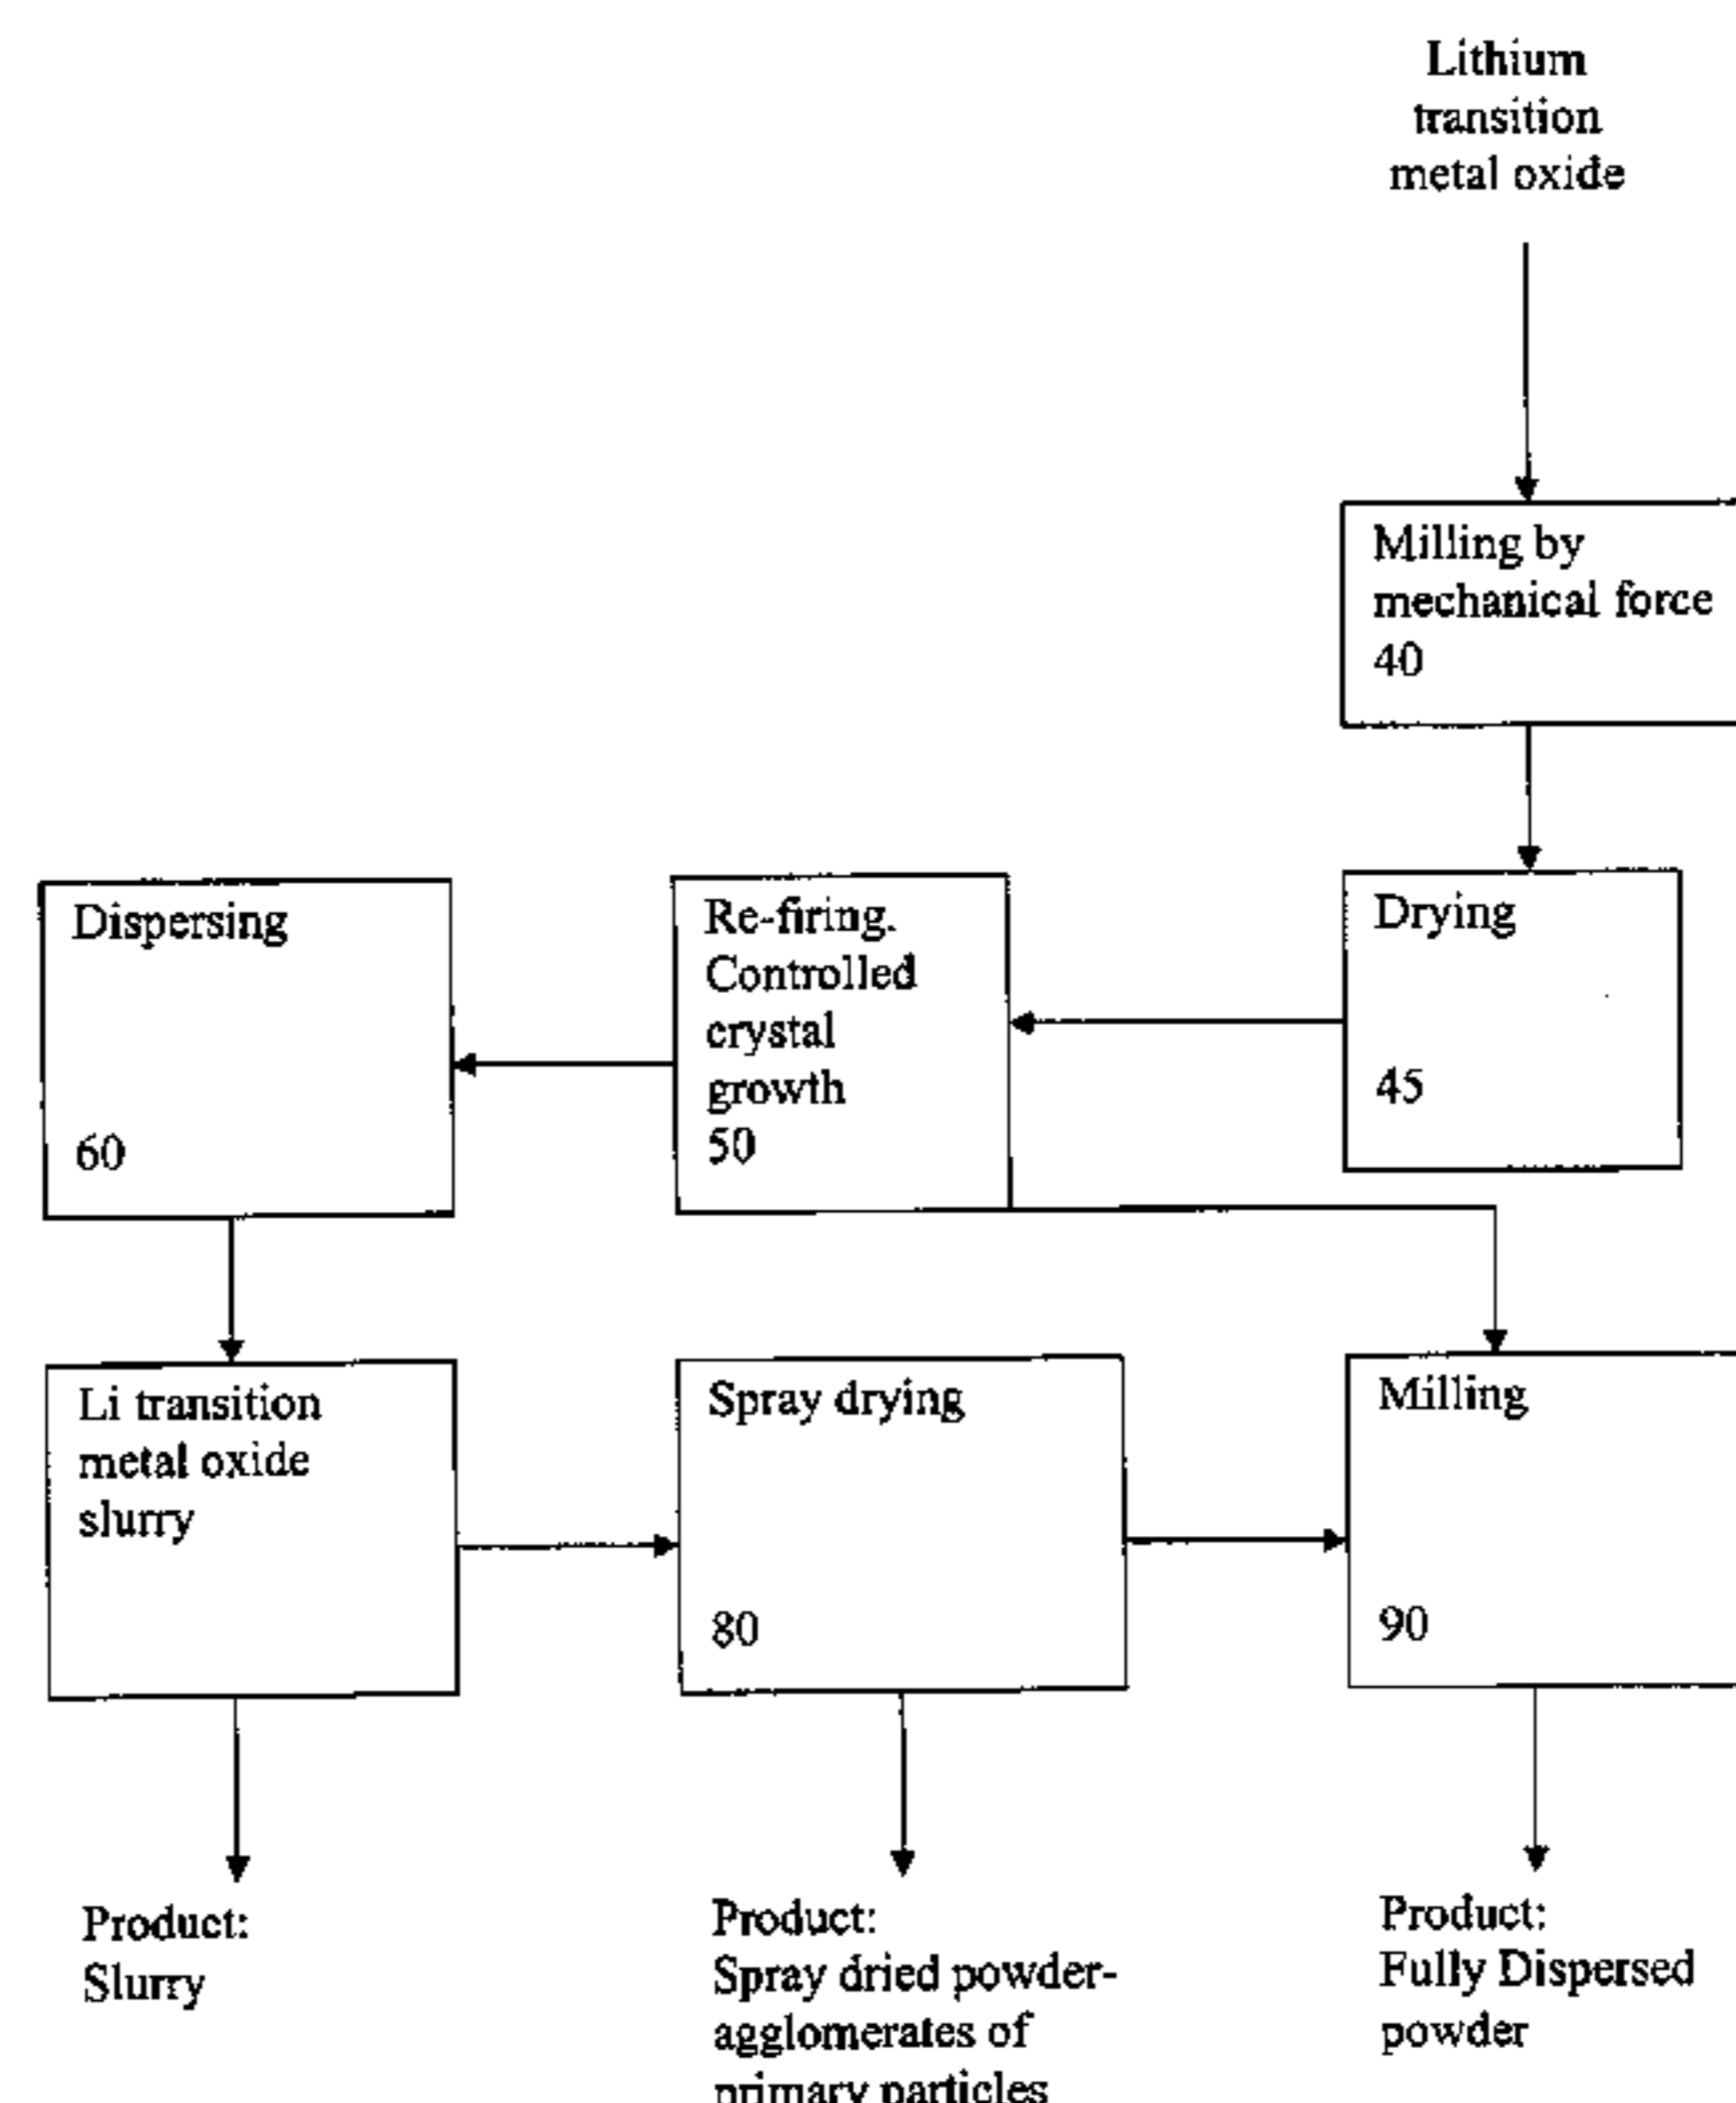 Lithium
transition
metal oxide
Milling by
mechanical force
40
Dispersing
60
Re-firing.
Controlled
crystal
growth
50
Drying
45
Li transition
metal oxide
slurry
Spray drying
80
Milling
90
Product:
Slurry
Product:
Spray dried powder-
agglomerates of
primary particles
Product:
Fully Dispersed
powder